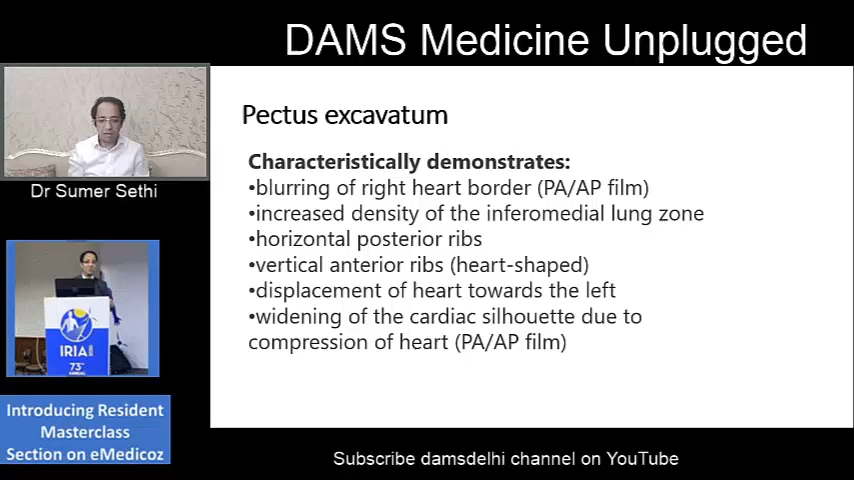 DAMS Medicine Unplugged
Dr Sumer Sethi
IRIA
73
Introducing Resident
Masterclass
Section on eMedicoz
Pectus excavatum
Characteristically demonstrates:
•blurring of right heart border (PA/AP film)
•increased density of the inferomedial lung zone
•horizontal posterior ribs
•vertical anterior ribs (heart-shaped)
•displacement of heart towards the left
•widening of the cardiac silhouette due to
compression of heart (PA/AP film)
Subscribe damsdelhi channel on YouTube